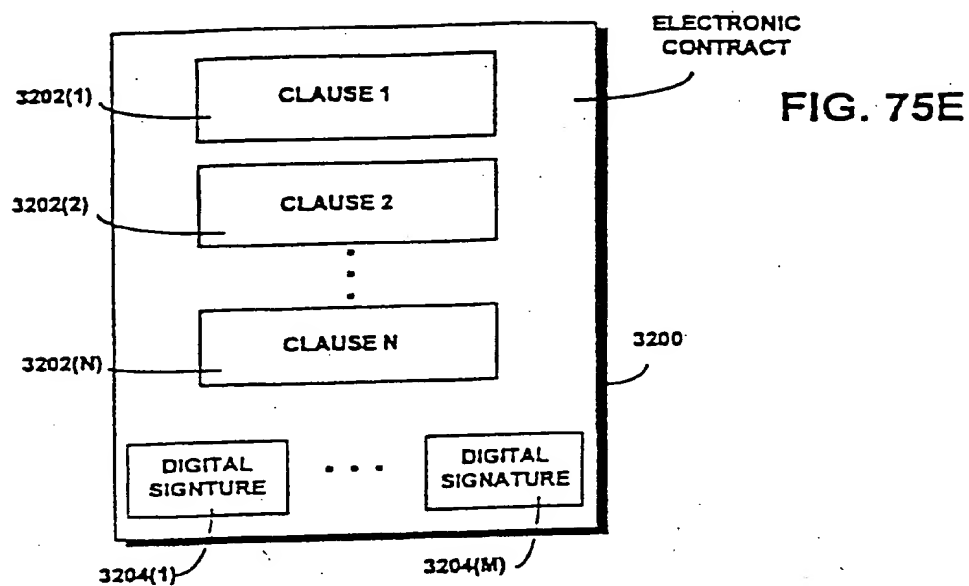 ELECTRONIC
CONTRACT
FIG. 75E
3202(1)
CLAUSE 1
3202(2)
CLAUSE 2
3202(N)
CLAUSE N
3200
DIGITAL
SIGNTURE
DIGITAL
SIGNATURE
3204(1)
3204(M)